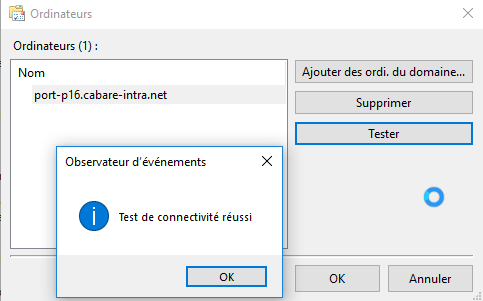 Ordinateurs
Ordinateurs (1) :
Nom
port-p16.cabare-intra.net
Ajouter des ordi. du domaine...
Supprimer
Tester
Observateur d'événements
Test de connectivité réussi
OK
OK
Annuler